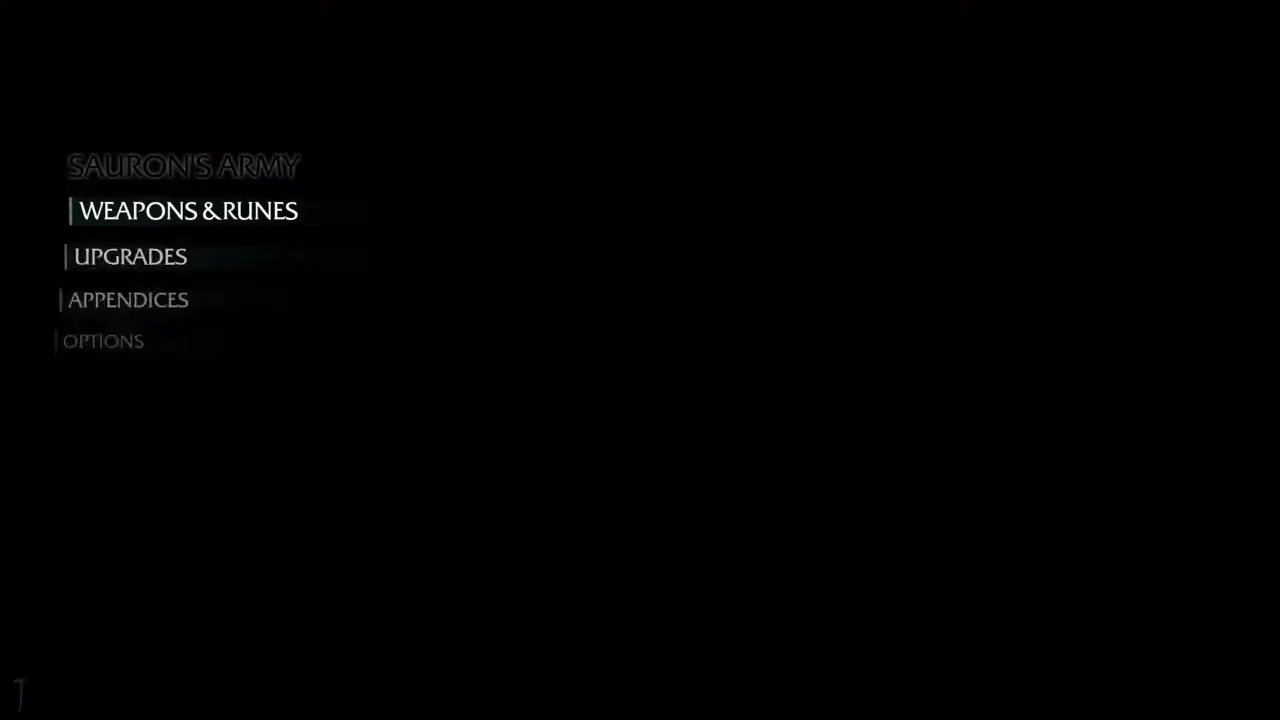 SAURON'S ARMY
WEAPONS & RUNES
UPGRADES
APPENDICES
OPTIONS